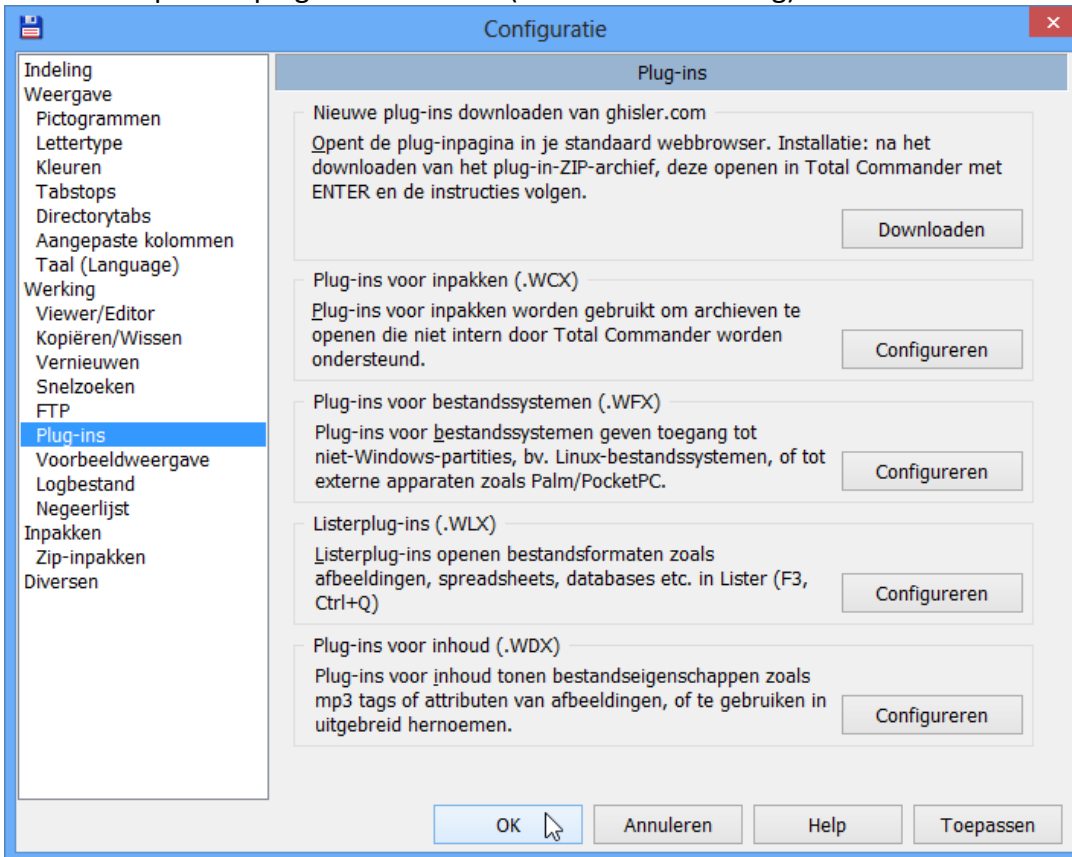 Configuratie
Indeling
Weergave
Pictogrammen
Lettertype
Kleuren
Tabstops
Directorytabs
Aangepaste kolommen
Taal (Language)
Werking
Viewer/Editor
Kopiëren/Wissen
Vernieuwen
Snelzoeken
FTP
Plug-ins
Voorbeeldweergave
Logbestand
Negeerlijst
Inpakken
Zip-inpakken
Diversen
Plug-ins
Nieuwe plug-ins downloaden van ghisler.com
Opent de plug-inpagina in je standaard webbrowser. Installatie: na het
downloaden van het plug-in-ZIP-archief, deze openen in Total Commander met
ENTER en de instructies volgen.
Downloaden
Plug-ins voor inpakken (.WCX)
Plug-ins voor inpakken worden gebruikt om archieven te
openen die niet intern door Total Commander worden
ondersteund.
Configureren
Plug-ins voor bestandssystemen (.WFX)
Plug-ins voor bestandssystemen geven toegang tot
niet-Windows-partities, bv. Linux-bestandssystemen, of tot
externe apparaten zoals Palm/PocketPC.
Configureren
Listerplug-ins (.WLX)
Listerplug-ins openen bestandsformaten zoals
afbeeldingen, spreadsheets, databases etc. in Lister (F3,
Ctrl+Q)
Configureren
Plug-ins voor inhoud (.WDX)
Plug-ins voor inhoud tonen bestandseigenschappen zoals
mp3 tags of attributen van afbeeldingen, of te gebruiken in
uitgebreid hernoemen.
Configureren
OK
Annuleren
Help
Toepassen